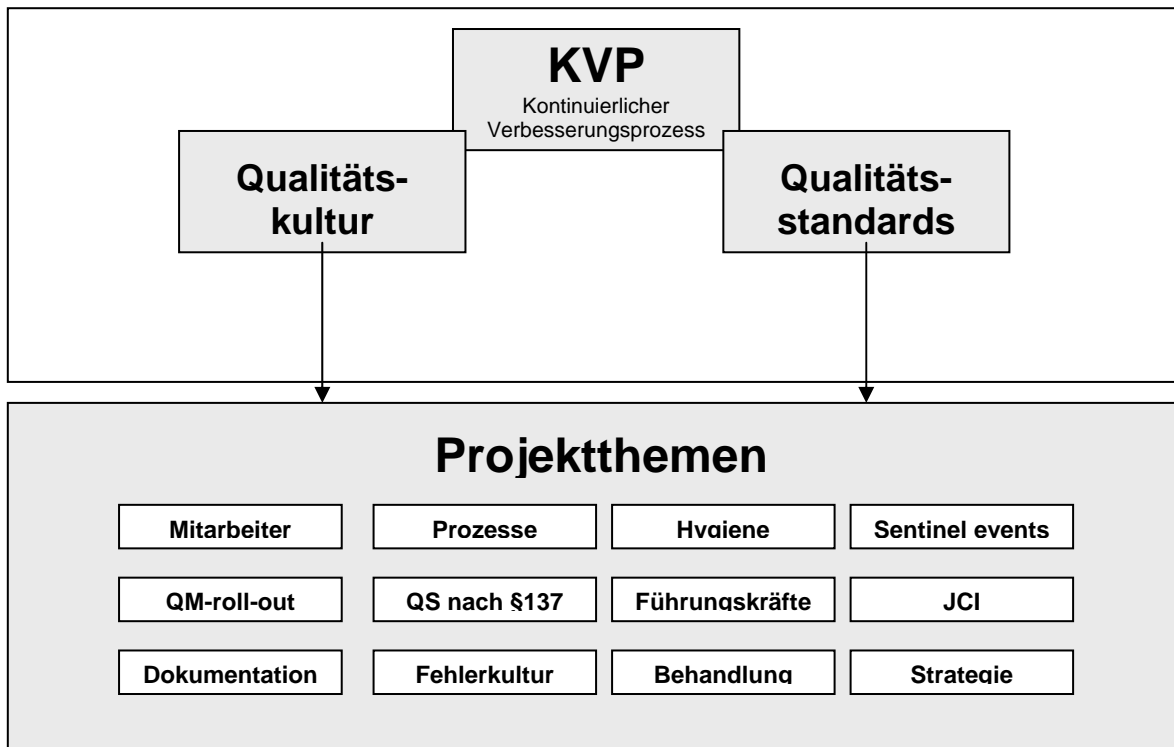 KVP
Kontinuierlicher
Verbesserungsprozess
Qualitäts-
kultur
Qualitäts-
standards
Projektthemen
Mitarbeiter
Prozesse
Hygiene
Sentinel events
QM-roll-out
QS nach §137
Führungskräfte
JCI
Dokumentation
Fehlerkultur
Behandlung
Strategie